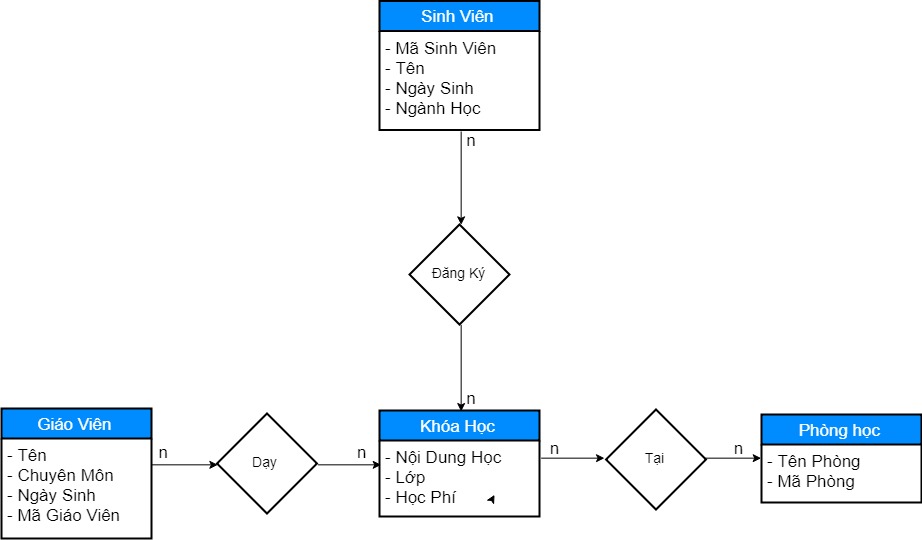 Sinh Viên
- Mã Sinh Viên
- Tên
- Ngày Sinh
- Ngành Học
n
Đăng Ký
n
Giáo Viên
- Tên
- Chuyên Môn
- Ngày Sinh
- Mã Giáo Viên
n
Dạy
n
Khóa Học
- Nội Dung Học
- Lớp
- Học Phí
n
Tại
n
Phòng học
- Tên Phòng
- Mã Phòng